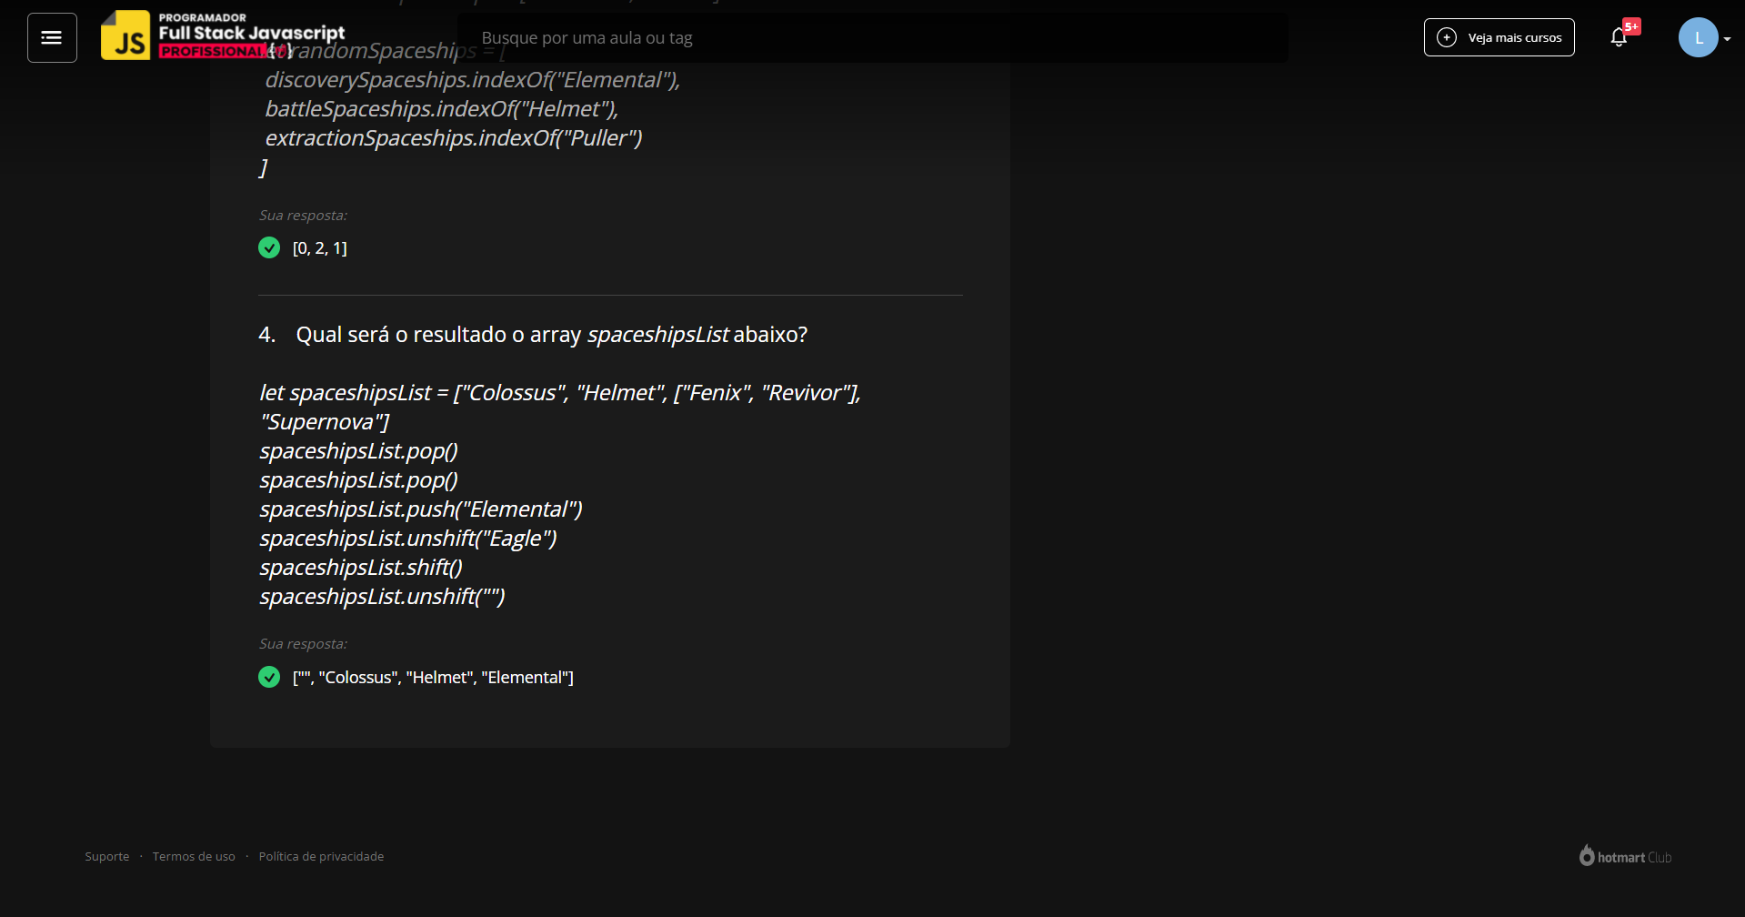 PROGRAMADOR
Full Stack Javascript
PROFISSIONAL
JS
Busque por uma aula ou tag
Veja mais cursos
5+
L
randomSpaceships = [
discoverySpaceships.indexOf("Elemental"),
battleSpaceships.indexOf("Helmet"),
extractionSpaceships.indexOf("Puller")
]
Sua resposta:
[0, 2, 1]
4. Qual será o resultado o array spaceshipsList abaixo?
let spaceshipsList = ["Colossus", "Helmet", ["Fenix", "Revivor"],
"Supernova"]
spaceshipsList.pop()
spaceshipsList.pop()
spaceshipsList.push("Elemental")
spaceshipsList.unshift("Eagle")
spaceshipsList.shift()
spaceshipsList.unshift("")
Sua resposta:
["", "Colossus", "Helmet", "Elemental"]
Suporte · Termos de uso · Política de privacidade
hotmart Club